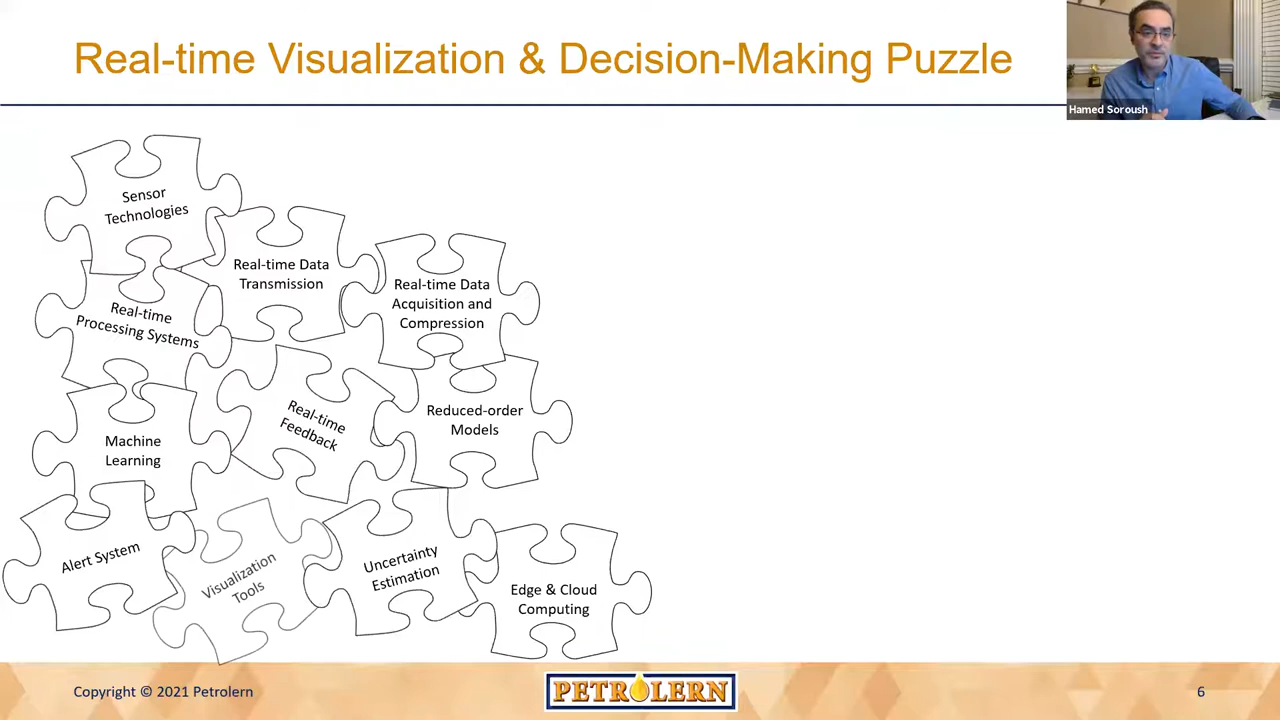 Real-time Visualization & Decision-Making Puzzle
Hamed Soroush
Sensor
Technologies
Real-time Data
Transmission
Real-time Data
Acquisition and
Compression
Real-time
Processing Systems
Real-time
Feedback
Reduced-order
Models
Machine
Learning
Alert System
Visualization
Tools
Uncertainty
Estimation
Edge & Cloud
Computing
Copyright © 2021 Petrolern
PETROLERN
6